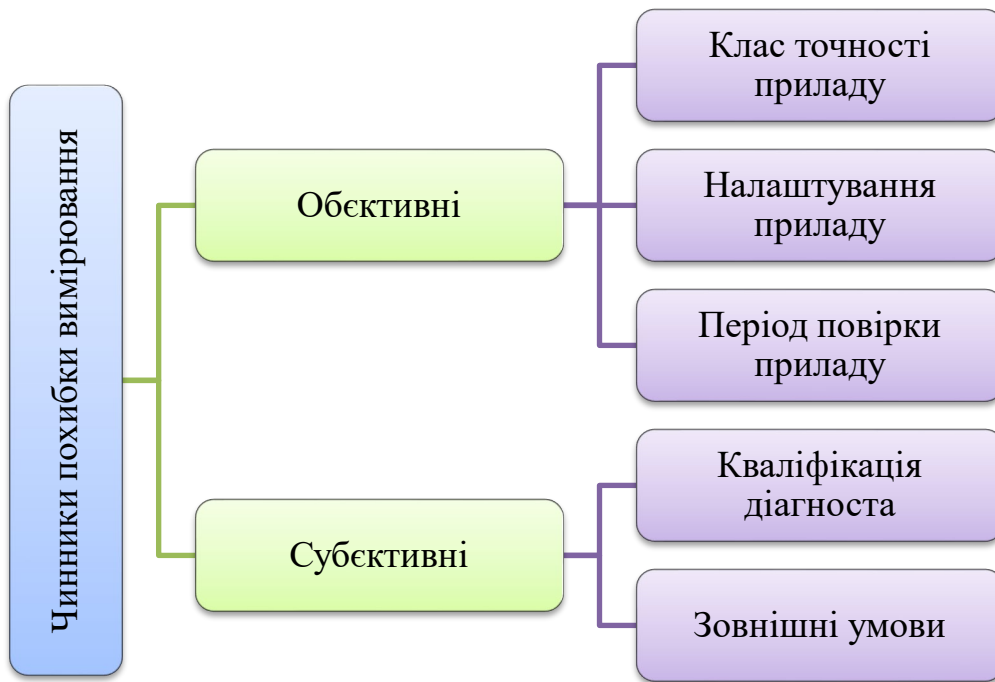 Чинники похибки вимірювання
Обєктивні
Клас точності
приладу
Налаштування
приладу
Період повірки
приладу
Субєктивні
Кваліфікація
діагноста
Зовнішні умови